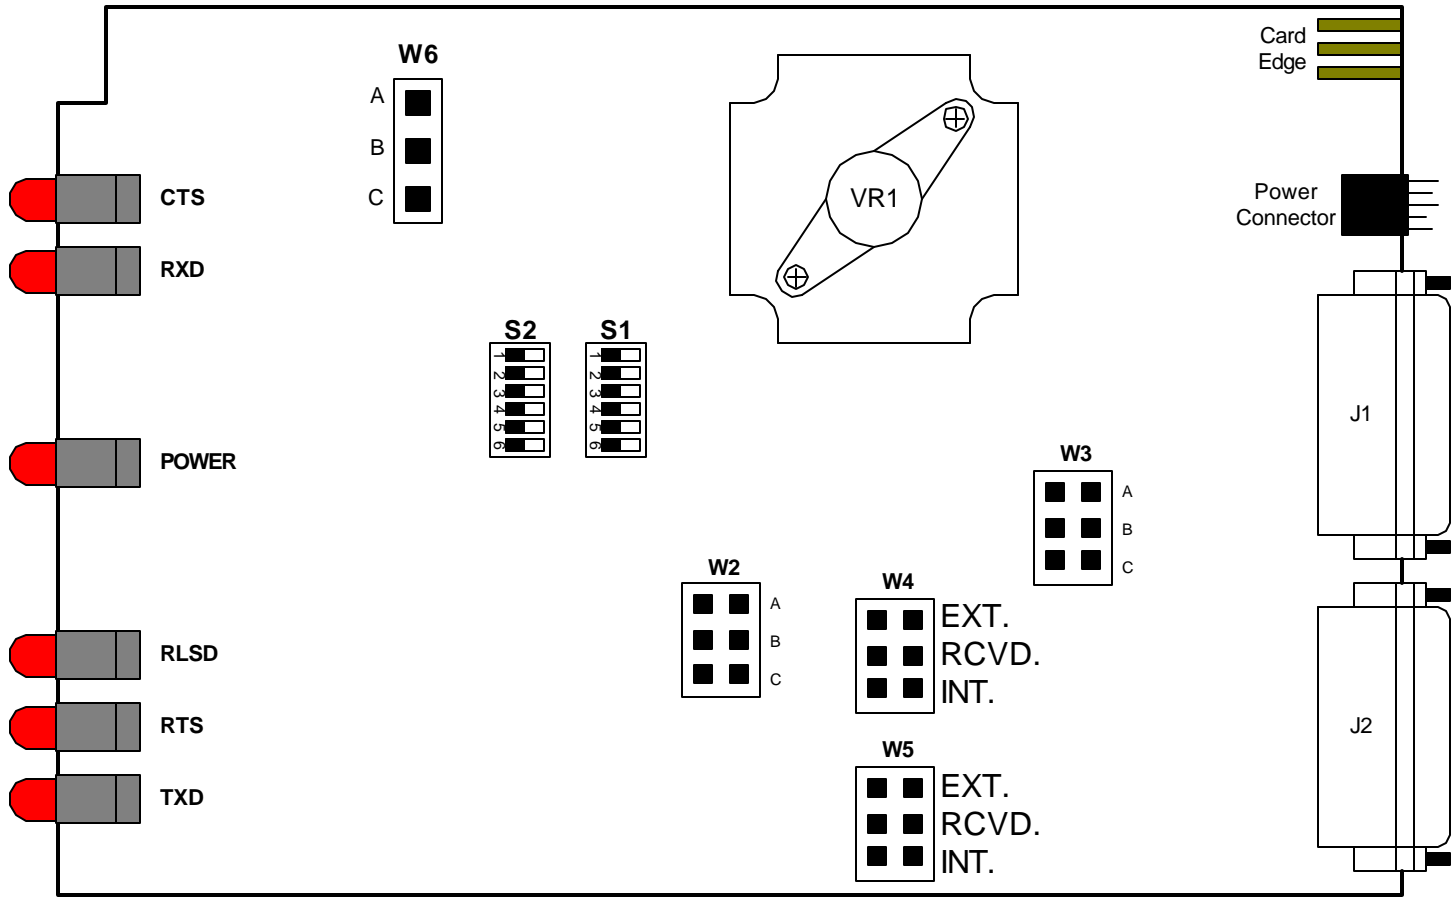 Card
Edge
W6
A
B
C
CTS
RXD
VR1
Power
Connector
S2
1
2
3
4
5
6
S1
1
2
3
4
5
6
J1
POWER
W3
A
B
C
W2
A
B
C
W4
EXT.
RCVD.
INT.
RLSD
RTS
TXD
J2
W5
EXT.
RCVD.
INT.